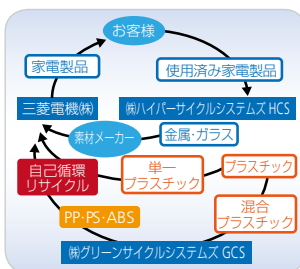 お客様
家電製品
使用済み家電製品
三菱電機㈱
㈱ハイパーサイクルシステムズ HCS
素材メーカー
金属・ガラス
自己循環
リサイクル
単一
プラスチック
プラスチック
混合
プラスチック
PP・PS・ABS
㈱グリーンサイクルシステムズ GCS